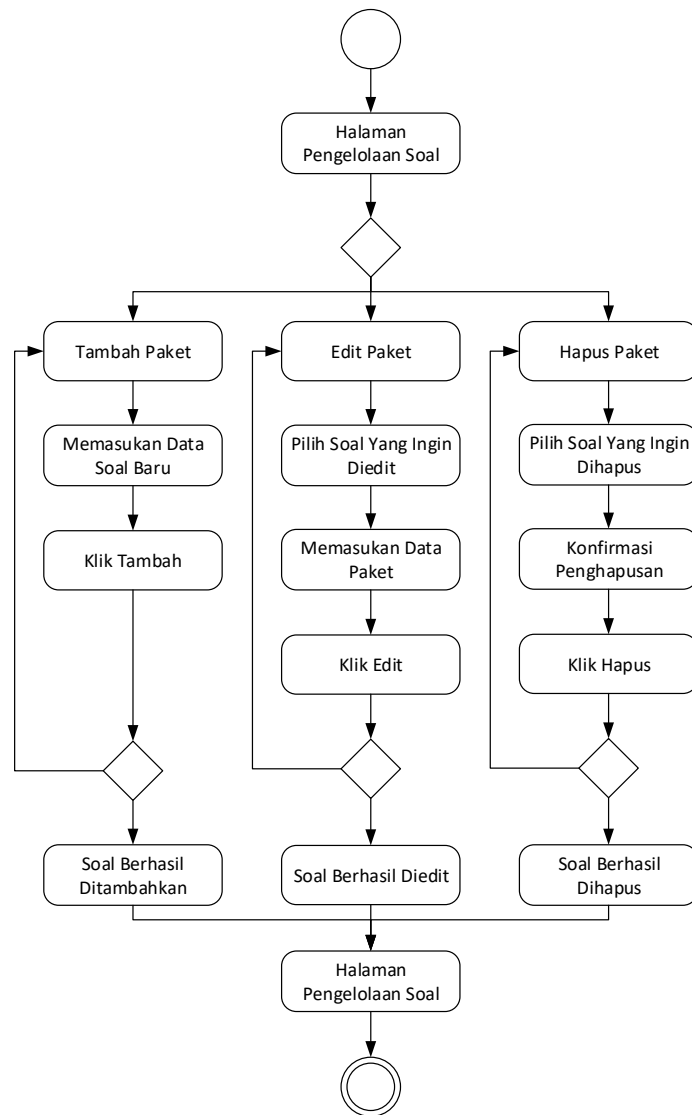 Halaman
Pengelolaan Soal
Tambah Paket
Edit Paket
Hapus Paket
Memasukan Data
Soal Baru
Pilih Soal Yang Ingin
Diedit
Pilih Soal Yang Ingin
Dihapus
Klik Tambah
Memasukan Data
Paket
Konfirmasi
Penghapusan
Klik Edit
Klik Hapus
Soal Berhasil
Ditambahkan
Soal Berhasil Diedit
Soal Berhasil
Dihapus
Halaman
Pengelolaan Soal